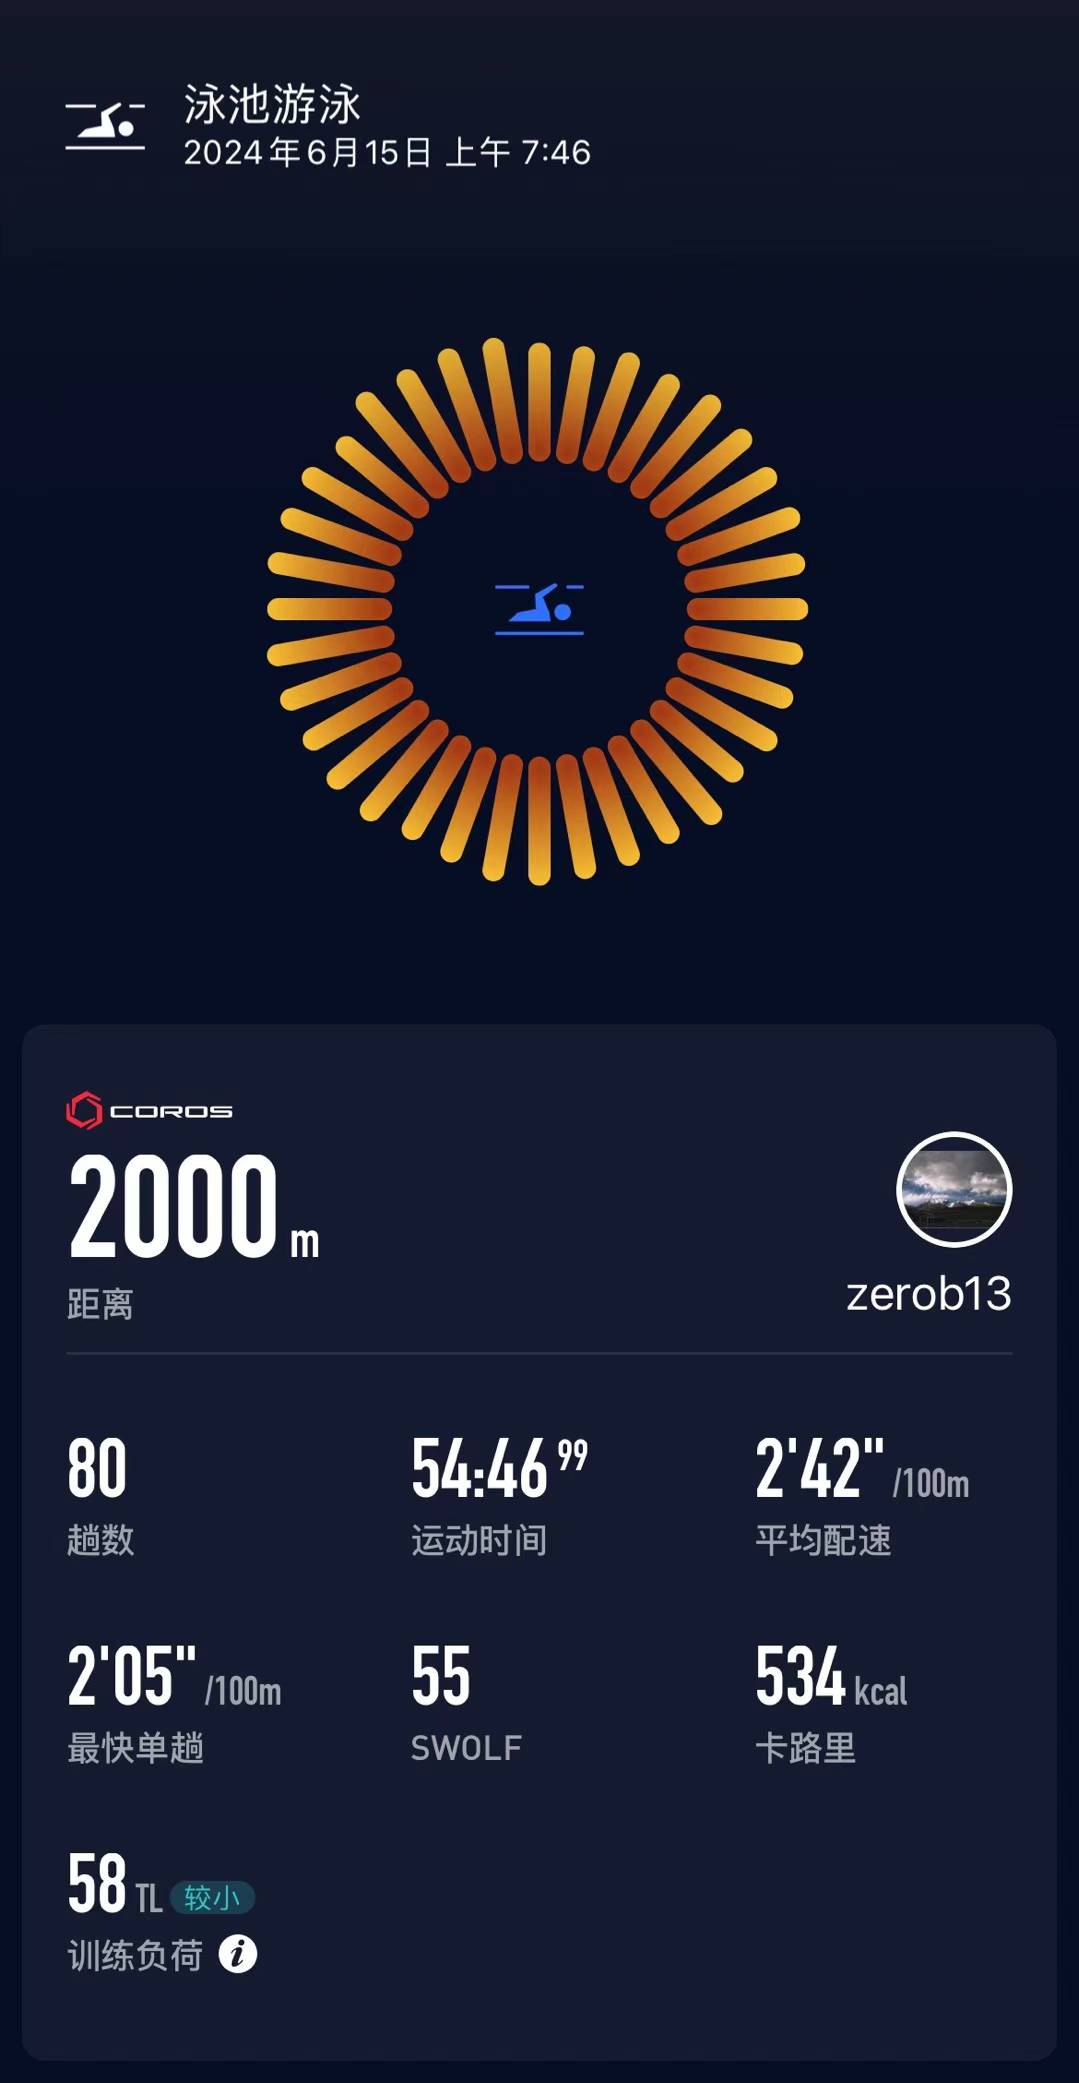 泳池游泳
2024年6月15日 上午 7:46
COROS
2000 m
距离
zerob13
80
趟数
54:46 99
运动时间
2'42" /100m
平均配速
2'05" /100m
最快单趟
55
SWOLF
534 kcal
卡路里
58 TL 较小
训练负荷 i